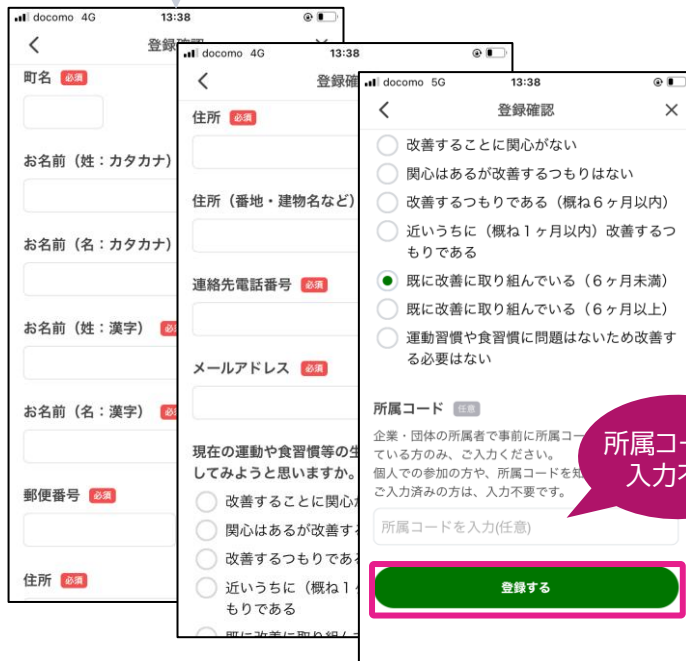 docomo 4G 13:38
登録
町名 必須
お名前（姓：カタカナ）
お名前（名：カタカナ）
お名前（姓：漢字）
お名前（名：漢字）
郵便番号 必須
住所 必須
docomo 4G 13:38
登録確
住所 必須
住所（番地・建物名など）
連絡先電話番号 必須
メールアドレス 必須
現在の運動や食習慣等の生
してみようと思いますか。
改善することに関心
関心はあるが改善す
改善するつもりであ
近いうちに（概ね１
もりである
docomo 5G 13:38
登録確認
改善することに関心がない
関心はあるが改善するつもりはない
改善するつもりである（概ね６ヶ月以内）
近いうちに（概ね１ヶ月以内）改善するつ
もりである
既に改善に取り組んでいる（６ヶ月未満）
既に改善に取り組んでいる（６ヶ月以上）
運動習慣や食習慣に問題はないため改善す
る必要はない
所属コード 任意
企業・団体の所属者で事前に所属コー
ている方のみ、ご入力ください。
個人での参加の方や、所属コードを知
ご入力済みの方は、入力不要です。
所属コードを入力(任意)
登録する
所属コー
入力不